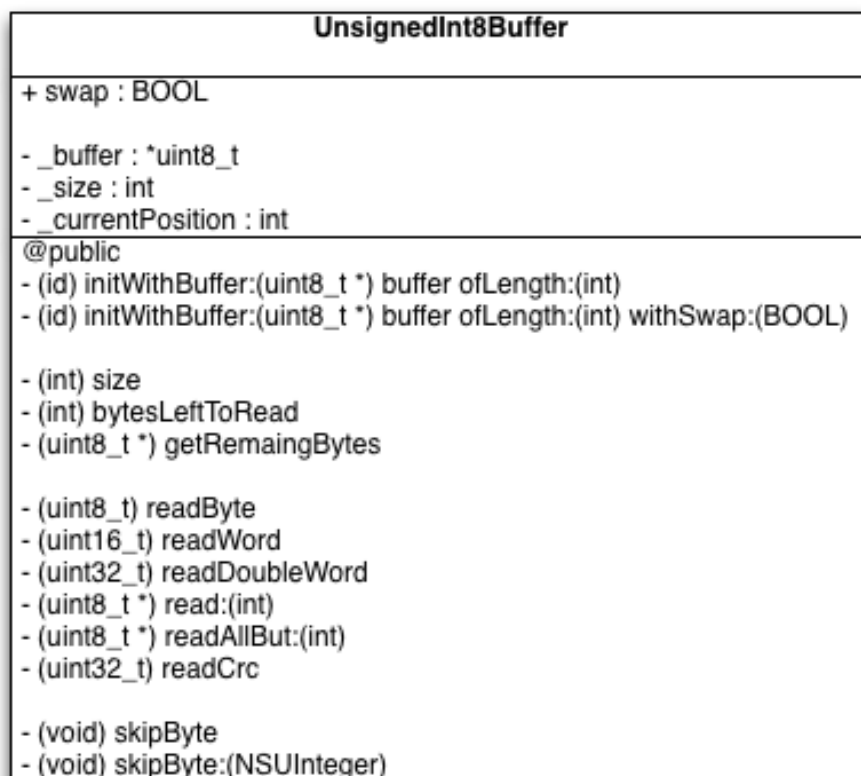 UnsignedInt8Buffer
+ swap : BOOL
- _buffer : *uint8_t
- _size : int
- _currentPosition : int
@public
- (id) initWithBuffer:(uint8_t *) buffer ofLength:(int)
- (id) initWithBuffer:(uint8_t *) buffer ofLength:(int) withSwap:(BOOL)
- (int) size
- (int) bytesLeftToRead
- (uint8_t *) getRemaingBytes
- (uint8_t) readByte
- (uint16_t) readWord
- (uint32_t) readDoubleWord
- (uint8_t *) read:(int)
- (uint8_t *) readAllBut:(int)
- (uint32_t) readCrc
- (void) skipByte
- (void) skipByte:(NSUInteger)